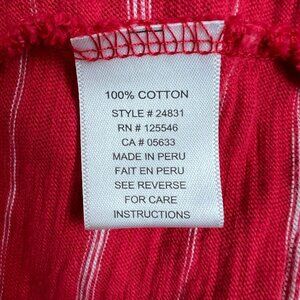 100% COTTON
STYLE # 24831
RN # 125546
CA # 05633
MADE IN PERU
FAIT EN PERU
SEE REVERSE
FOR CARE
INSTRUCTIONS